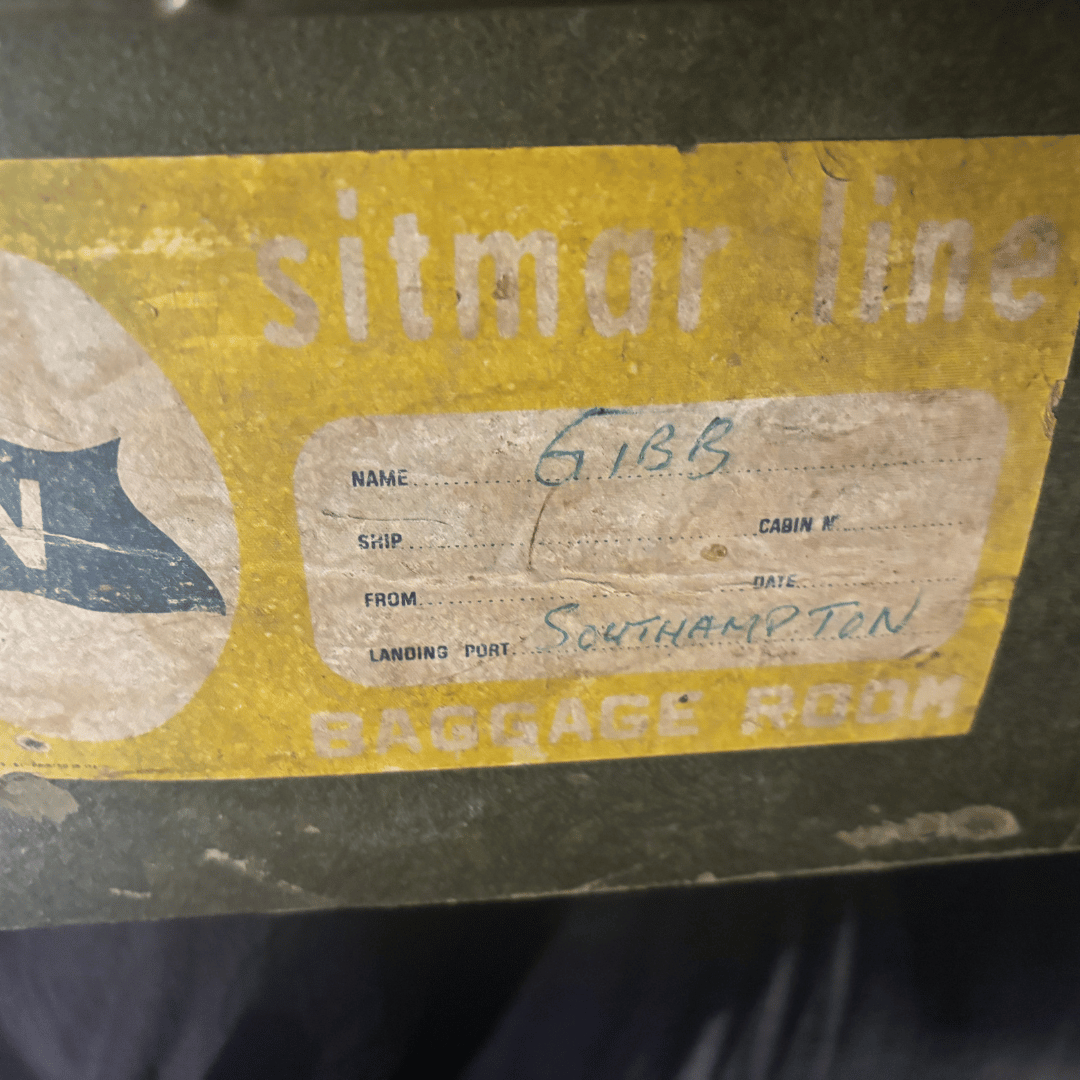 sitmar line
N
NAME GIBB
SHIP CABIN Nº
FROM DATE
LANDING PORT SOUTHAMPTON
BAGGAGE ROOM